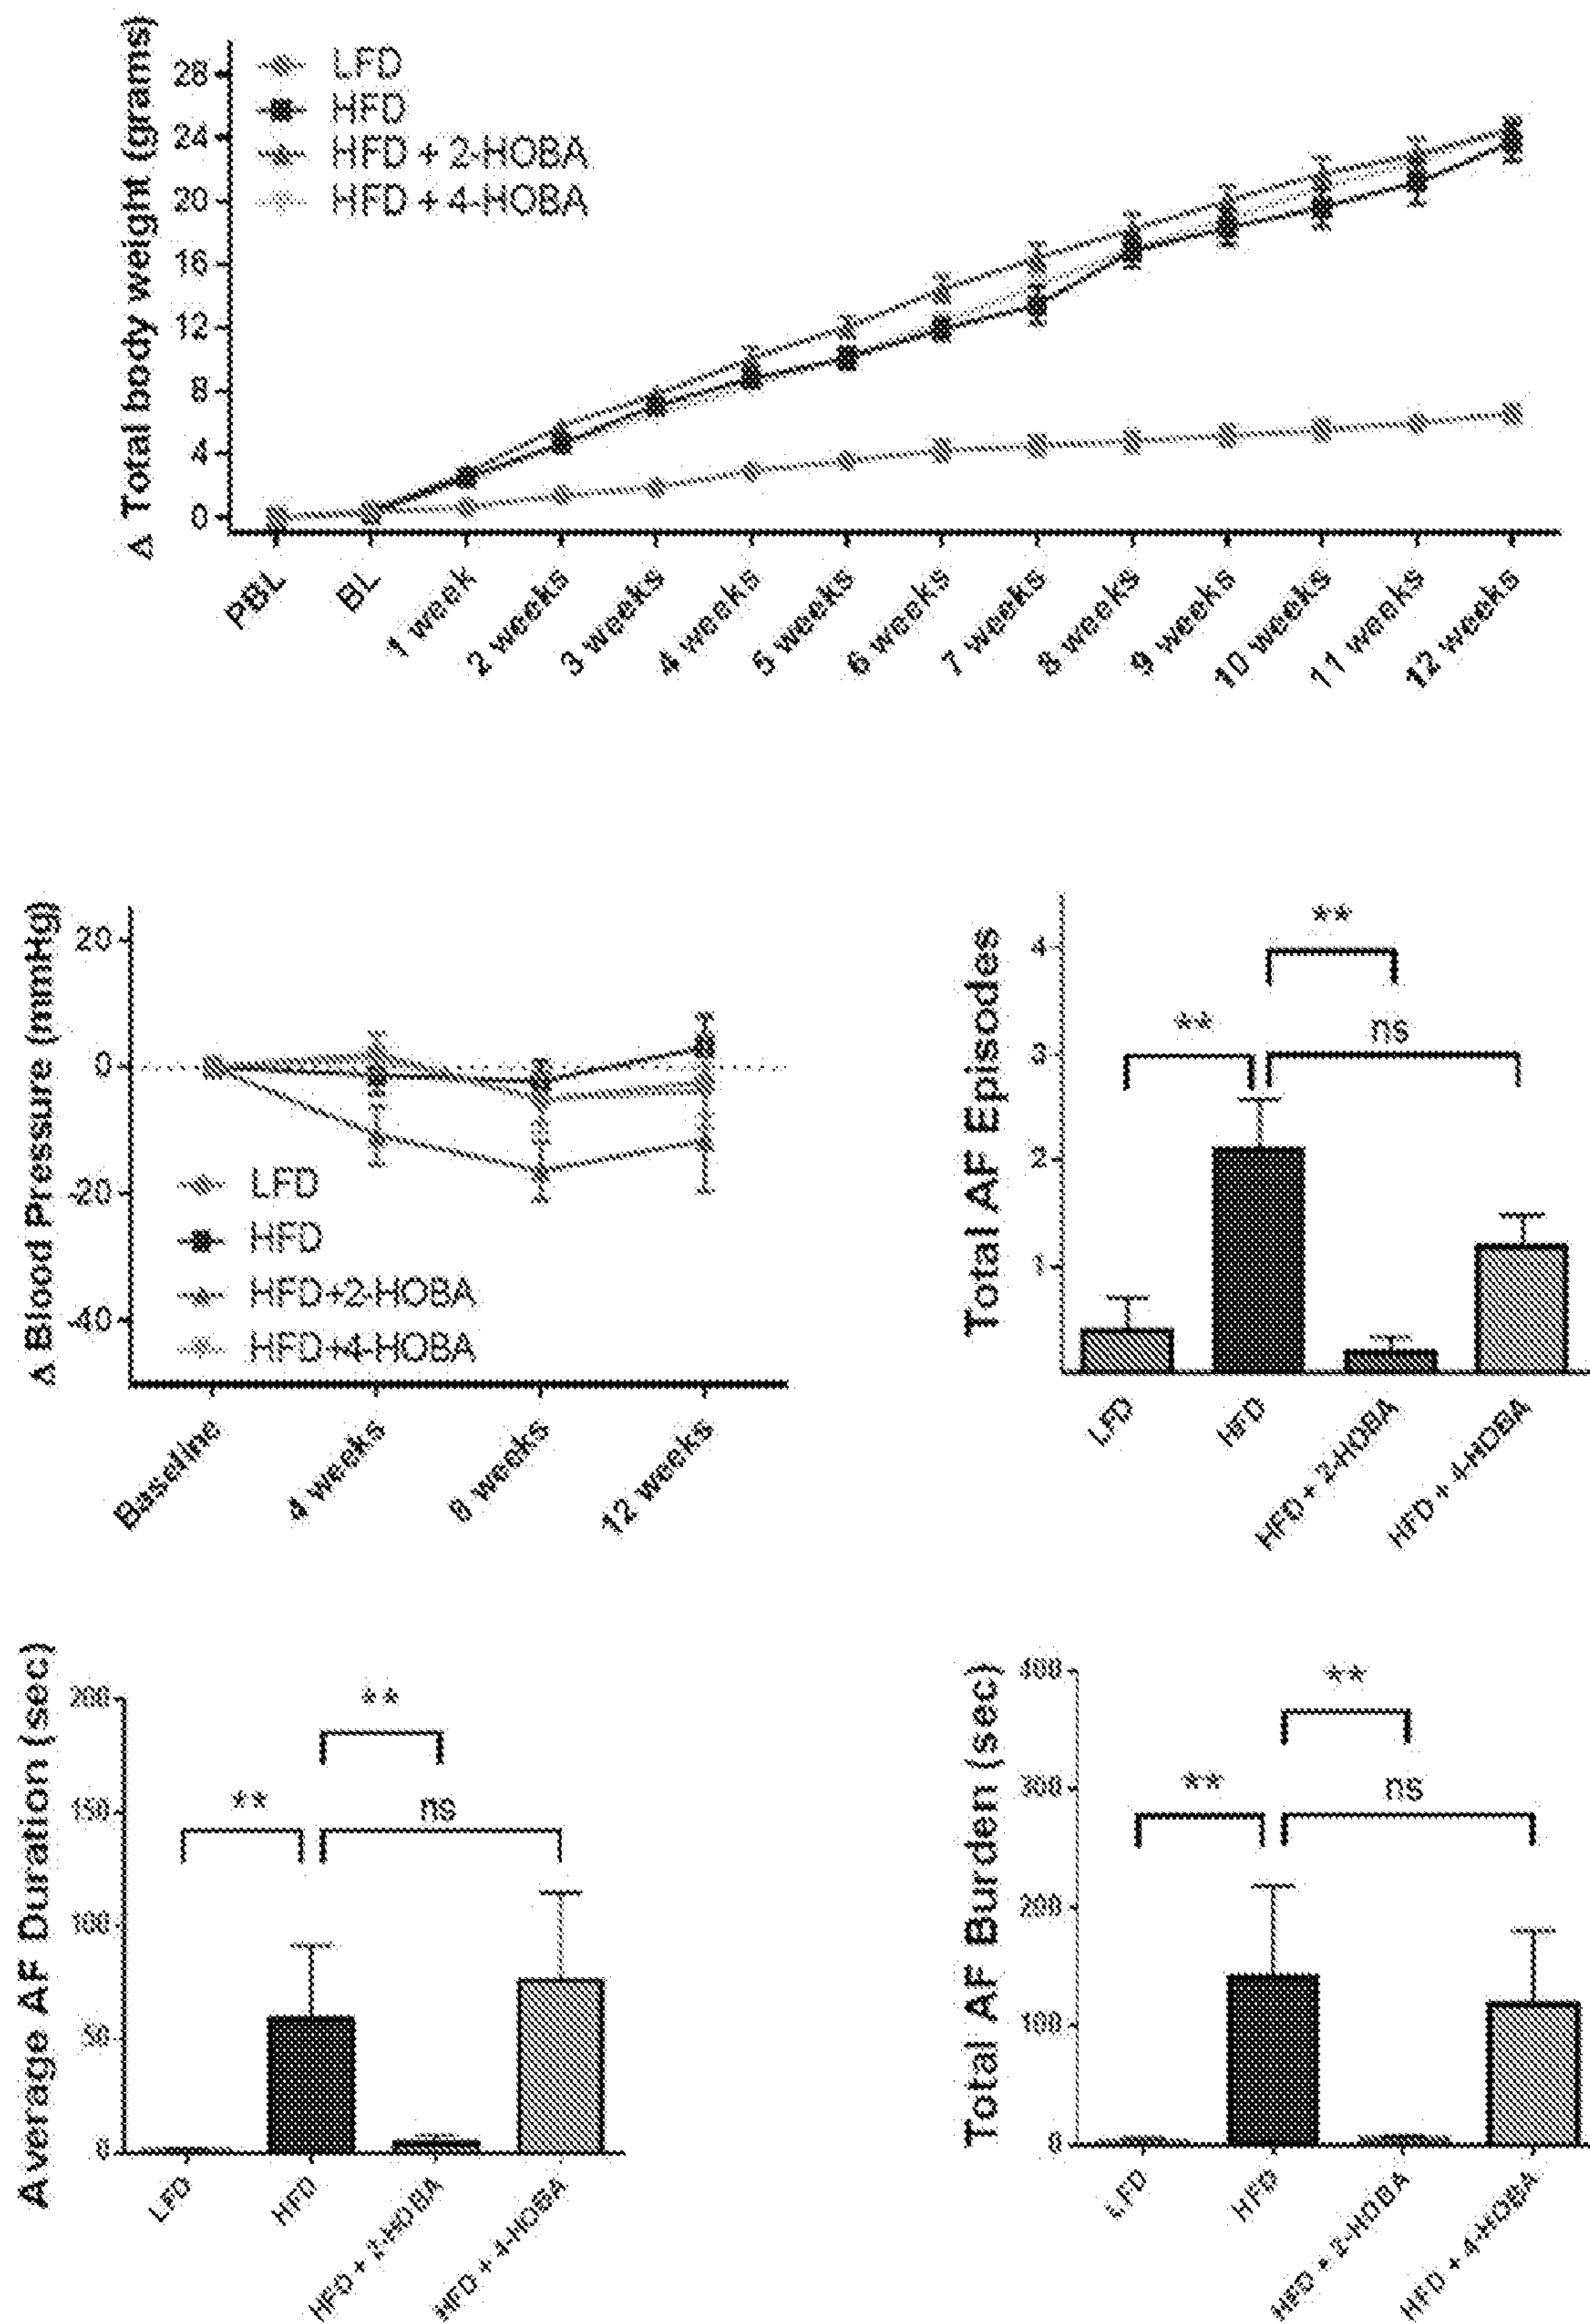 Δ Total body weight (grams)
28
24
20
16
12
8
4
0
LFD
HFD
HFD + 2-HOBA
HFD + 4-HOBA
PBL
BL
1 week
2 weeks
3 weeks
4 weeks
5 weeks
6 weeks
7 weeks
8 weeks
9 weeks
10 weeks
11 weeks
12 weeks
Δ Blood Pressure (mmHg)
20
0
-20
-40
LFD
HFD
HFD+2-HOBA
HFD+4-HOBA
Baseline
4 weeks
8 weeks
12 weeks
Total AF Episodes
4
3
2
1
**
**
ns
LFD
HFD
HFD + 2-HOBA
HFD + 4-HOBA
Average AF Duration (sec)
200
150
100
50
0
**
**
ns
LFD
HFD
HFD + 2-HOBA
HFD + 4-HOBA
Total AF Burden (sec)
400
300
200
100
0
**
**
ns
LFD
HFD
HFD + 2-HOBA
HFD + 4-HOBA